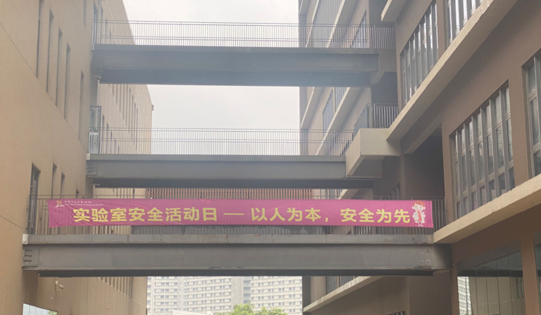 实验室安全活动日 — 以人为本，安全为先